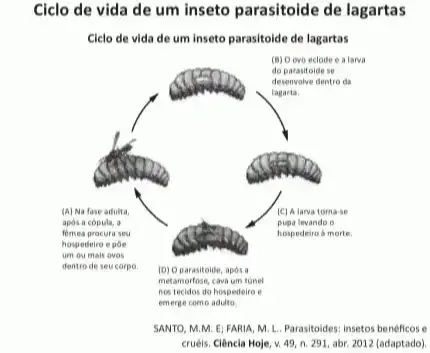 Ciclo de vida de um inseto parasitoide de lagartas
Ciclo de vida de um inseto parasitoide de lagartas
(B) O ovo eclode e a larva
do parasitoide se
desenvolve dentro da
lagarta.
(A) Na fase adulta,
após a cópula, a
fêmea procura seu
hospedeiro e põe
um ou mais ovos
dentro de seu corpo.
(C) A larva torna-se
pupa levando o
hospedeiro à morte.
(D) O parasitoide, após a
metamorfose, cava um túnel
nos tecidos do hospedeiro e
emerge como adulto.
SANTO, M.M. E; FARIA, M. L.. Parasitoides: insetos benéficos e
cruéis. Ciência Hoje, v. 49, n. 291, abr. 2012 (adaptado).